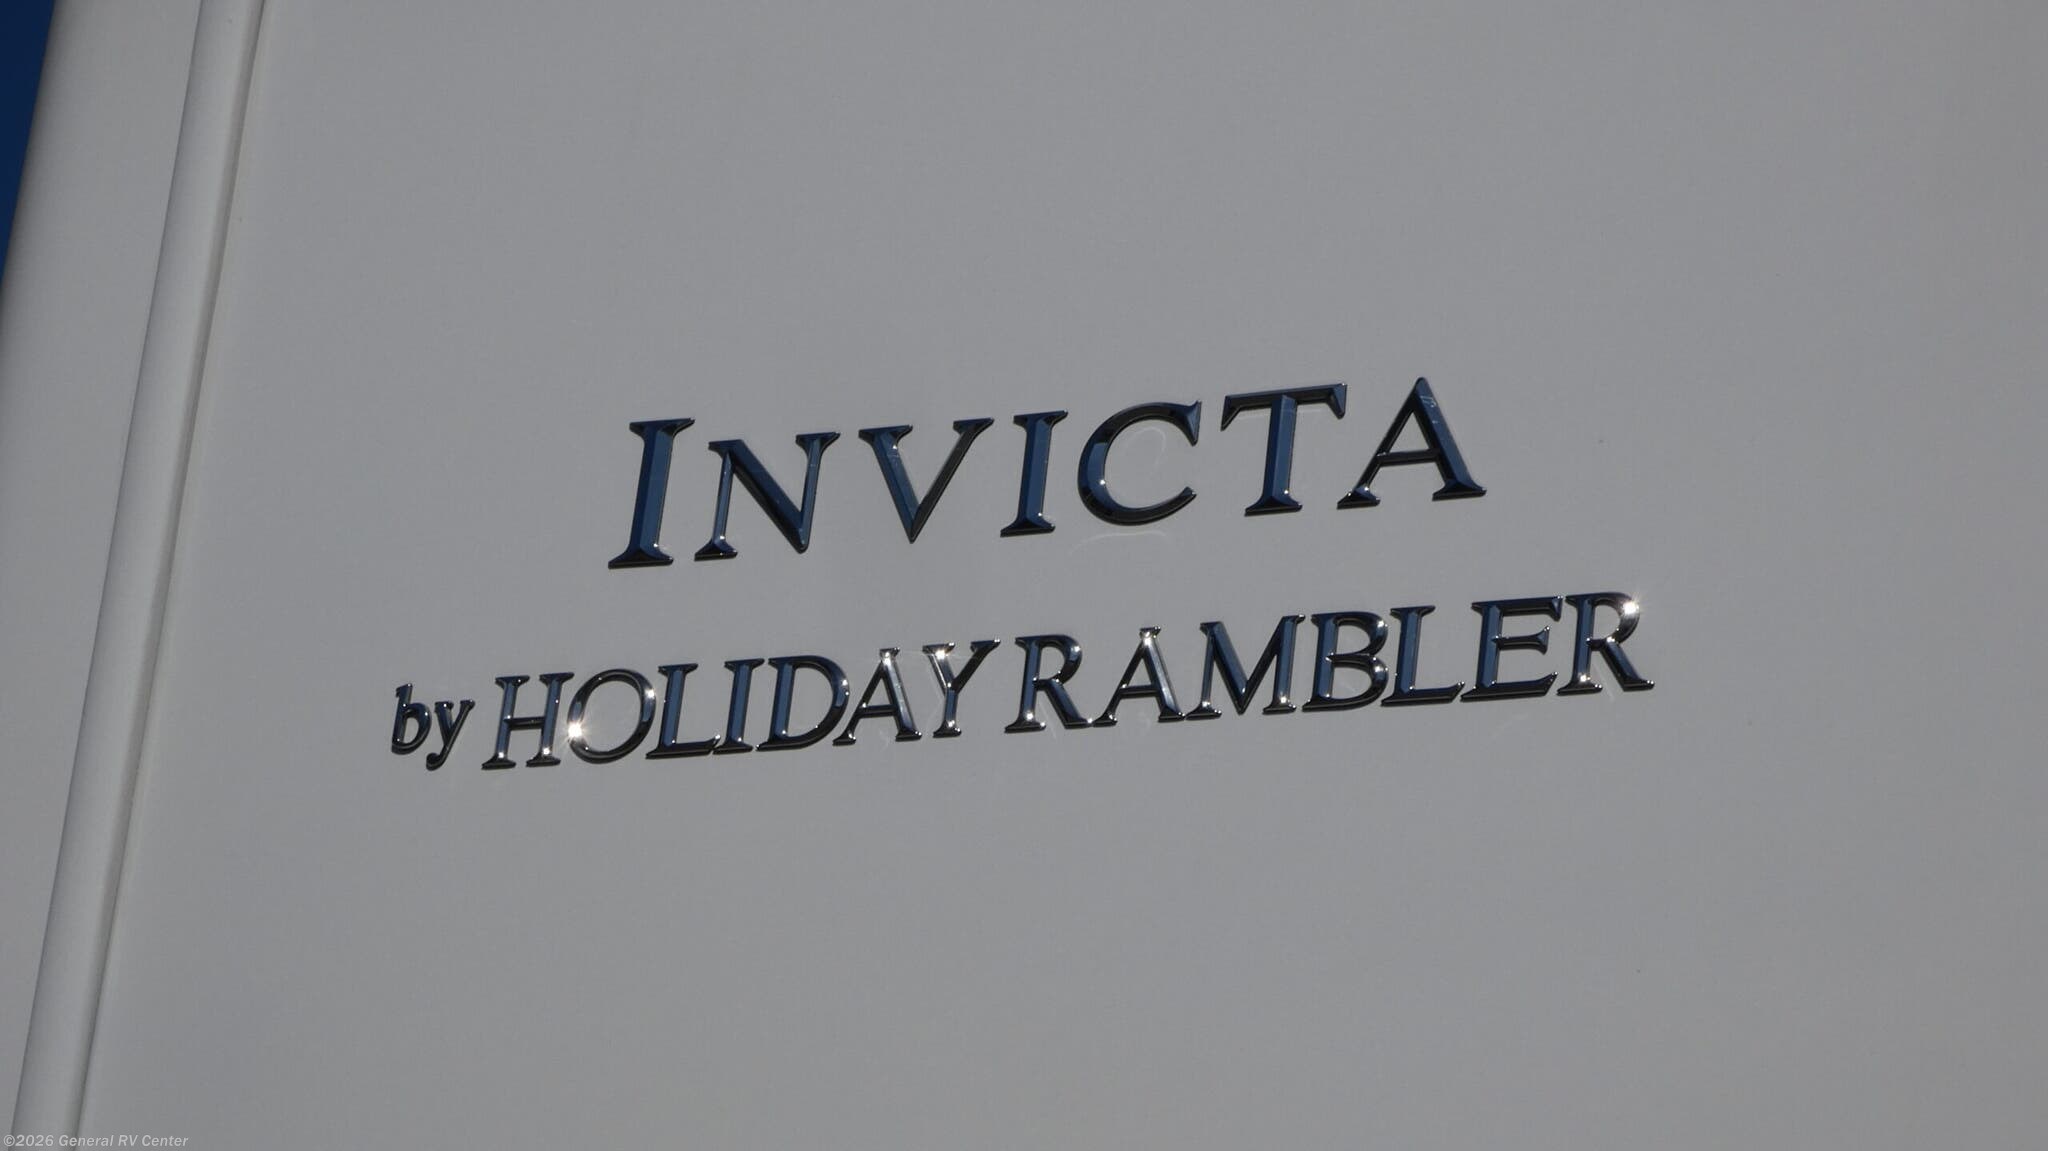 INVICTA
by HOLIDAY RAMBLER
©2026 General RV Center